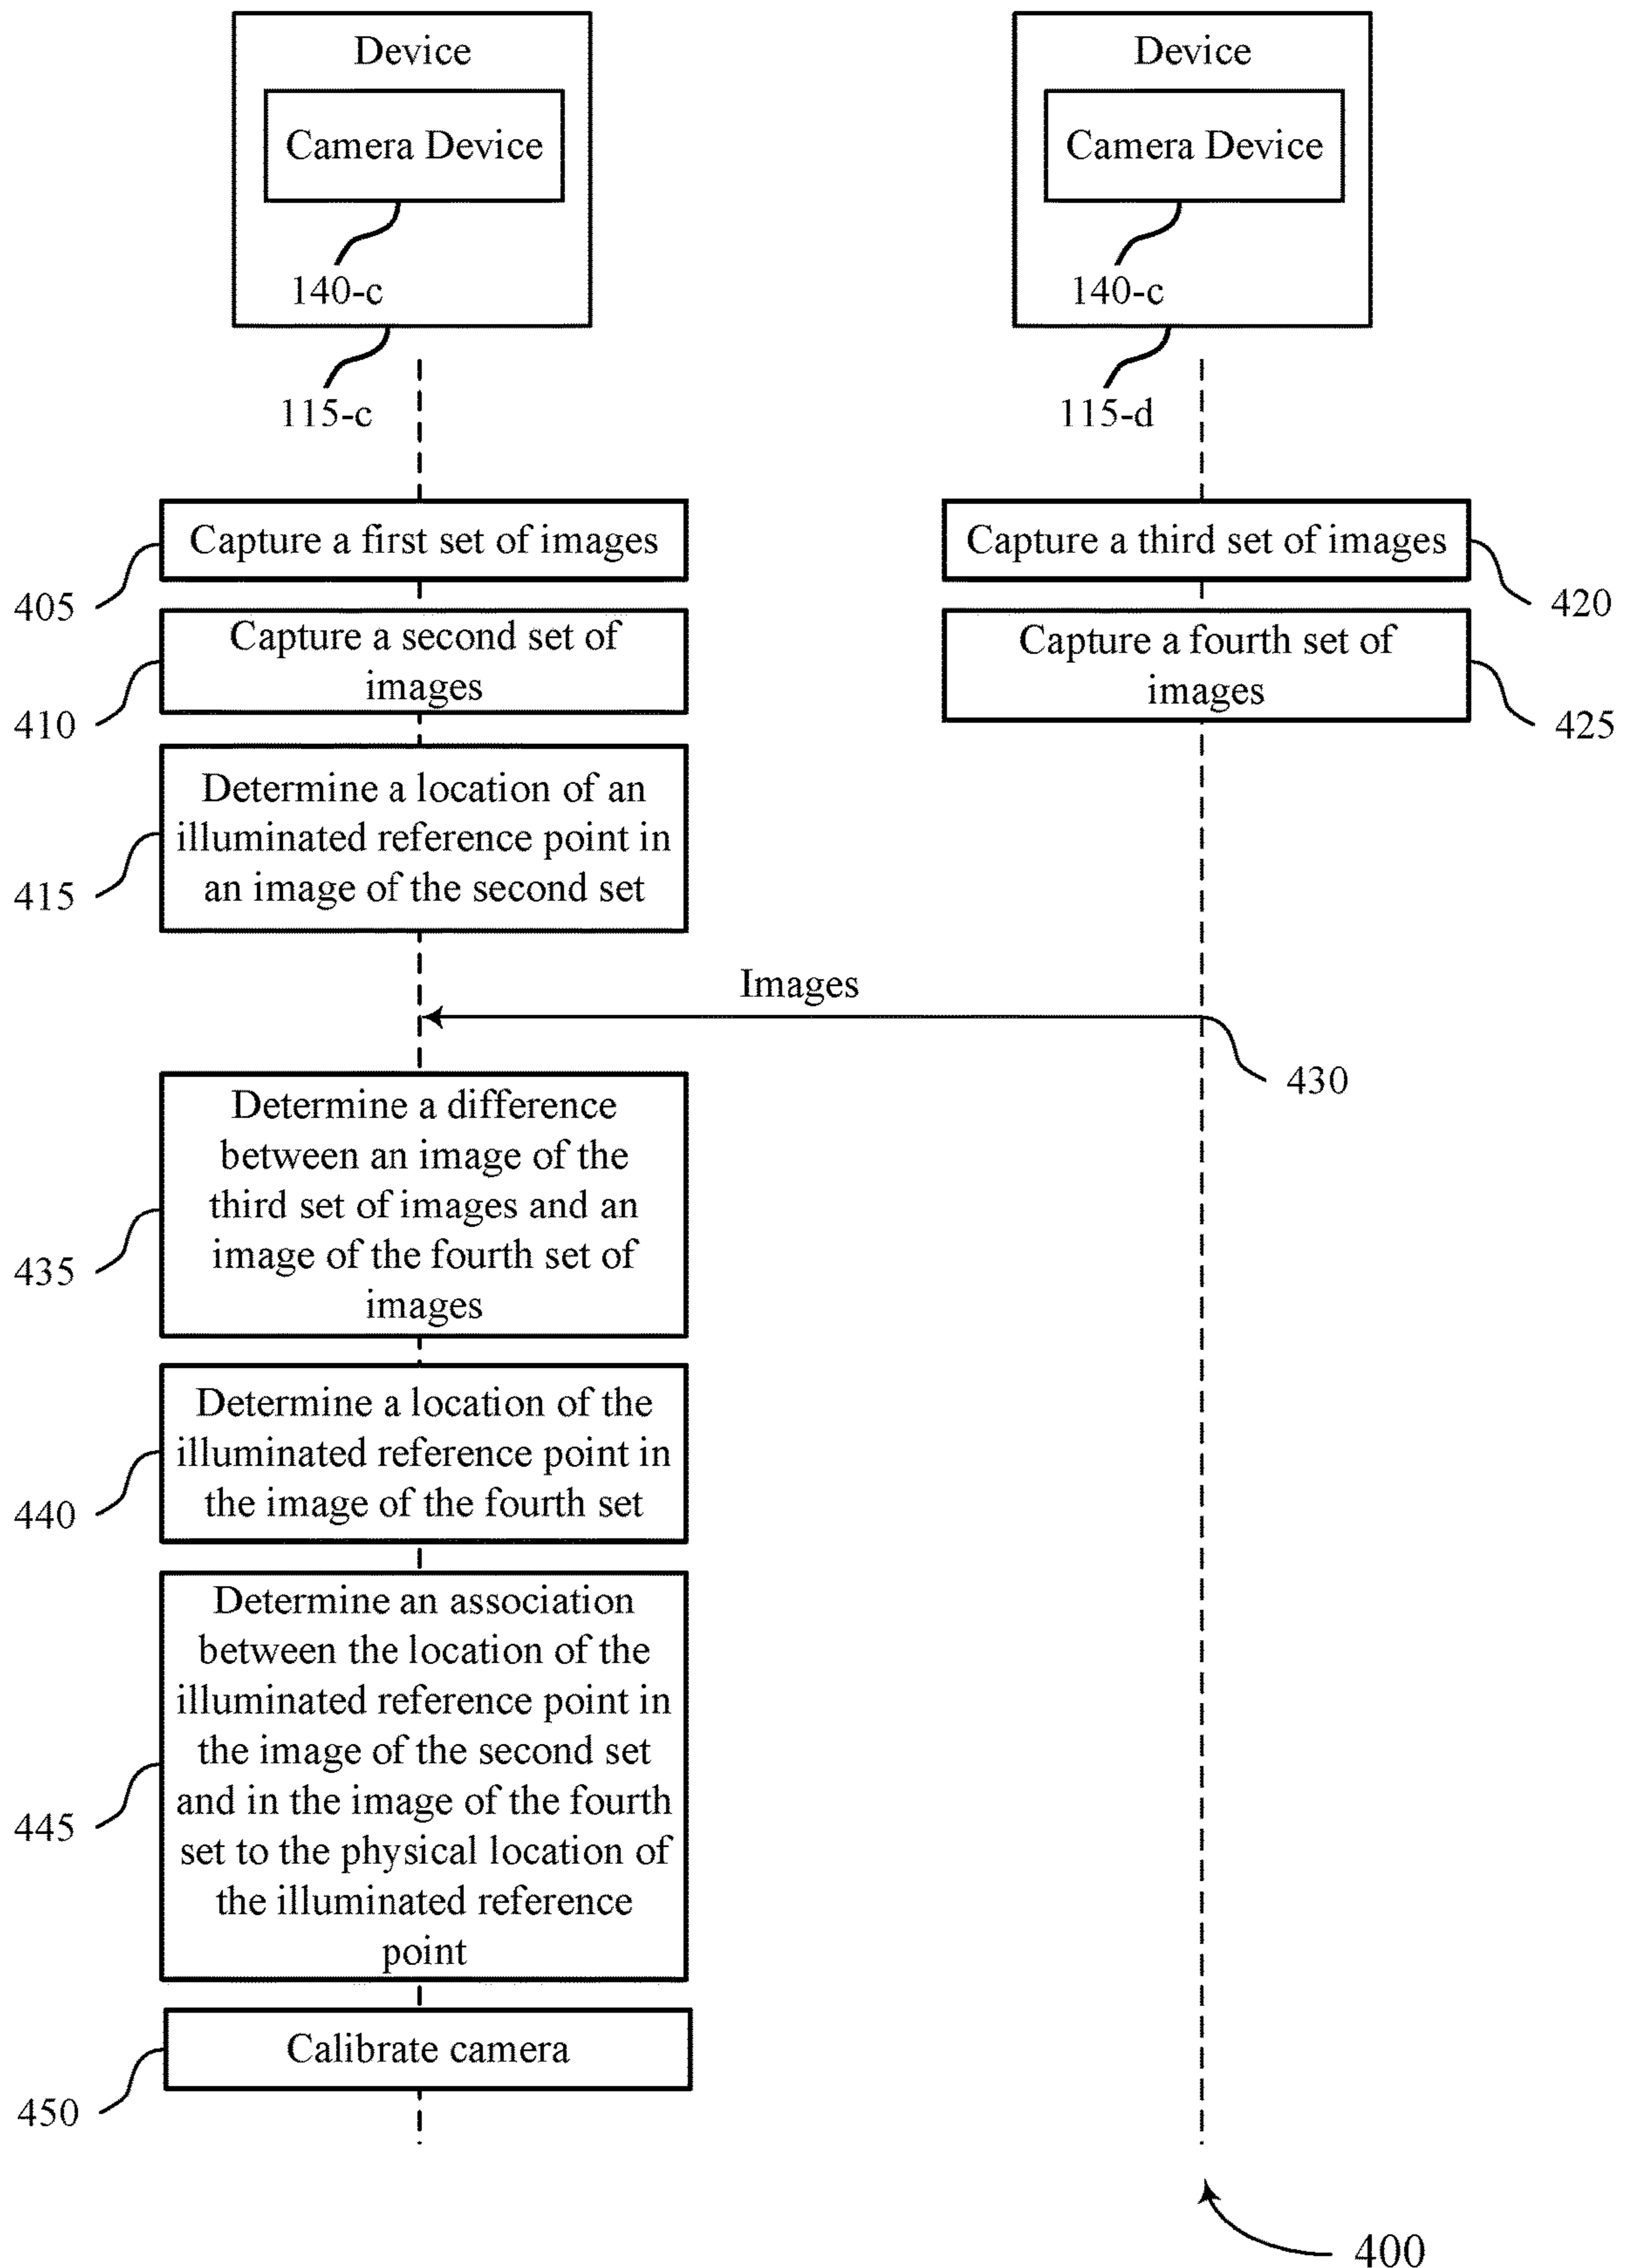 Device
Camera Device
140-c
115-c
Device
Camera Device
140-c
115-d
Capture a first set of images
405
Capture a third set of images
420
Capture a second set of
images
410
Capture a fourth set of
images
425
Determine a location of an
illuminated reference point in
an image of the second set
415
Images
430
Determine a difference
between an image of the
third set of images and an
image of the fourth set of
images
435
Determine a location of the
illuminated reference point in
the image of the fourth set
440
Determine an association
between the location of the
illuminated reference point in
the image of the second set
and in the image of the fourth
set to the physical location of
the illuminated reference
point
445
Calibrate camera
450
400